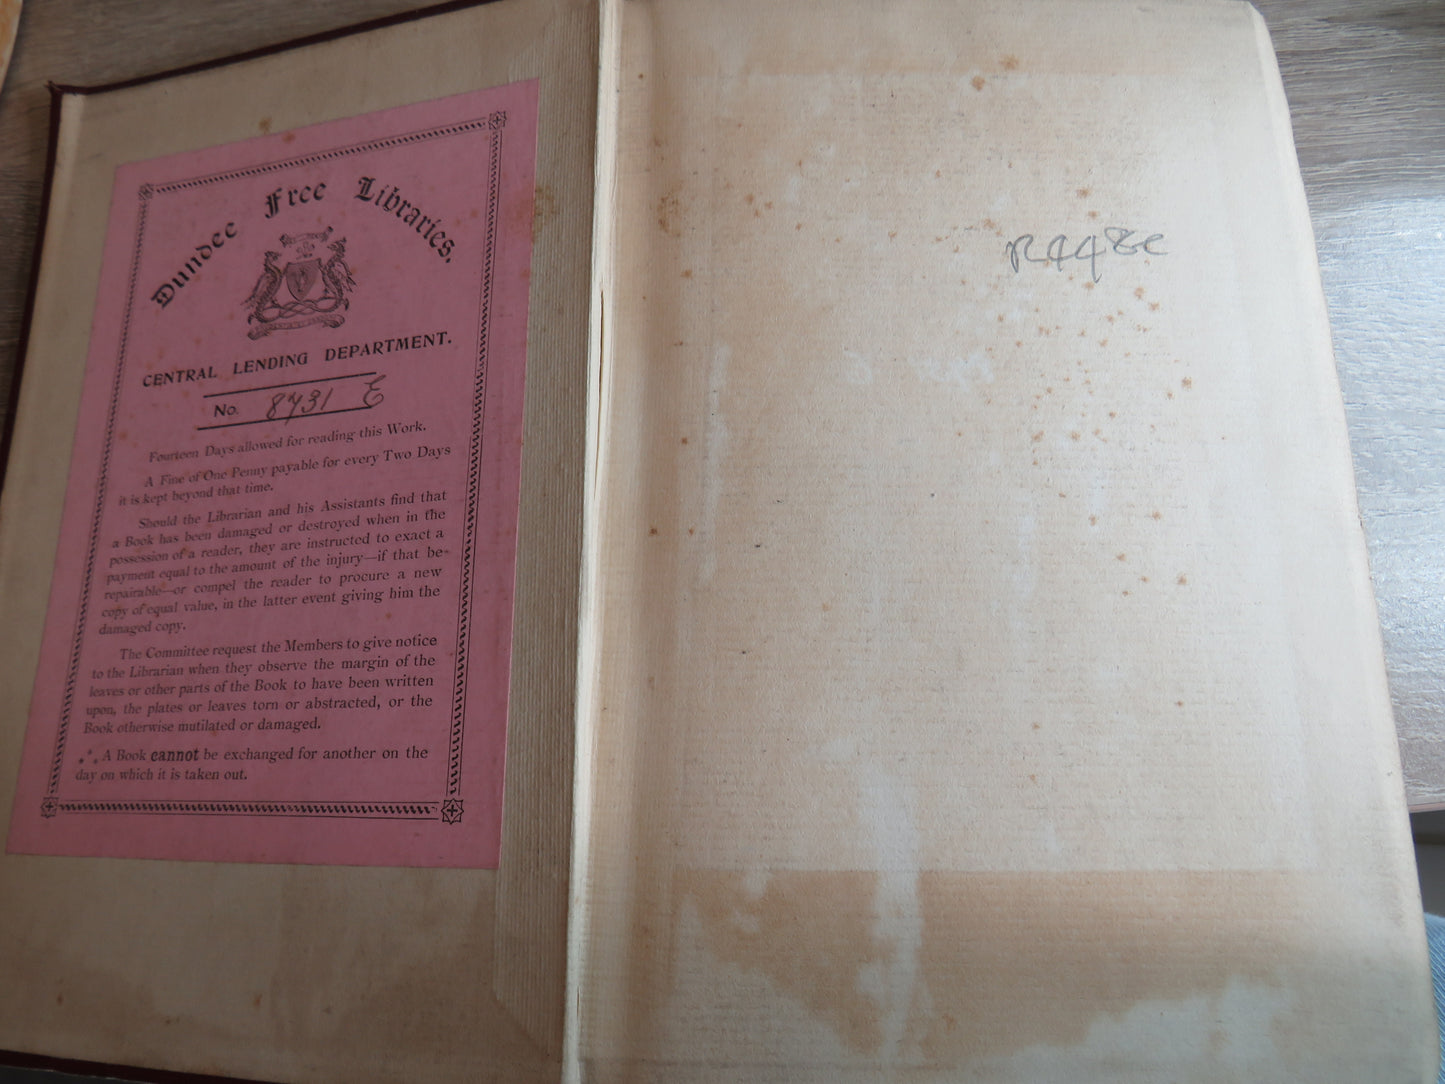 Dundee Free Libraries.
CENTRAL LENDING DEPARTMENT.
No. 8731 E
Fourteen Days allowed for reading this Work.
A Fine of One Penny payable for every Two Days
it is kept beyond that time.
Should the Librarian and his Assistants find that
a Book has been damaged or destroyed when in the
possession of a reader, they are instructed to exact a
payment equal to the amount of the injury—if that be
repairable—or compel the reader to procure a new
copy of equal value, in the latter event giving him the
damaged copy.
The Committee request the Members to give notice
to the Librarian when they observe the margin of the
leaves or other parts of the Book to have been written
upon, the plates or leaves torn or abstracted, or the
Book otherwise mutilated or damaged.
⁂ A Book cannot be exchanged for another on the
day on which it is taken out.